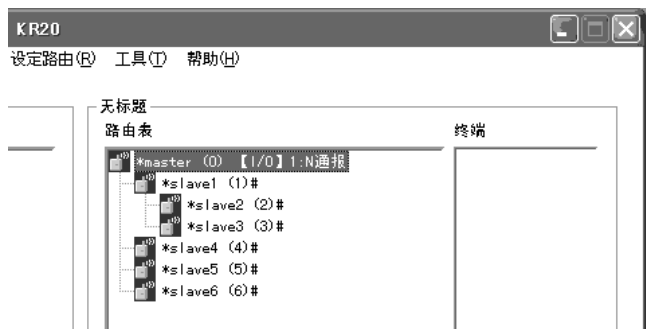 KR20
设定路由(R) 工具(T) 帮助(H)
无标题
路由表
终端
*master (0) 【I/O】1:N通报
*slave1 (1)#
*slave2 (2)#
*slave3 (3)#
*slave4 (4)#
*slave5 (5)#
*slave6 (6)#